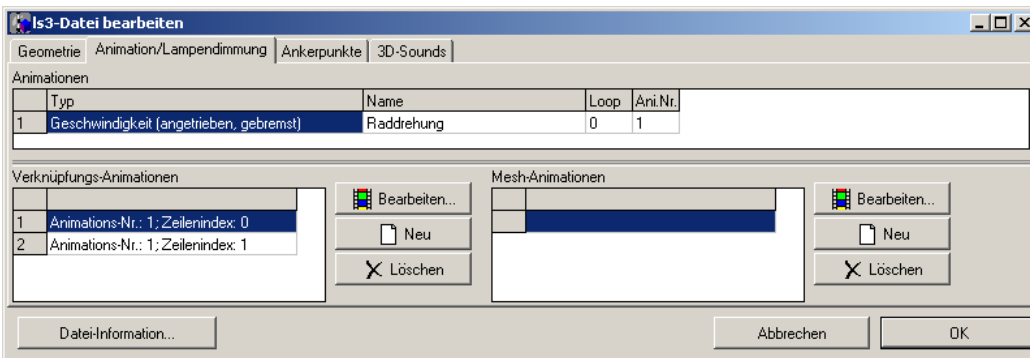 ls3-Datei bearbeiten
Geometrie Animation/Lampendimmung Ankerpunkte 3D-Sounds
Animationen
Typ Name Loop Ani.Nr.
1 Geschwindigkeit (angetrieben, gebremst) Raddrehung 0 1
Verknüpfungs-Animationen Mesh-Animationen
Bearbeiten... Bearbeiten...
1 Animations-Nr.: 1; Zeilenindex: 0
Neu Neu
2 Animations-Nr.: 1; Zeilenindex: 1
Löschen Löschen
Datei-Information... Abbrechen OK